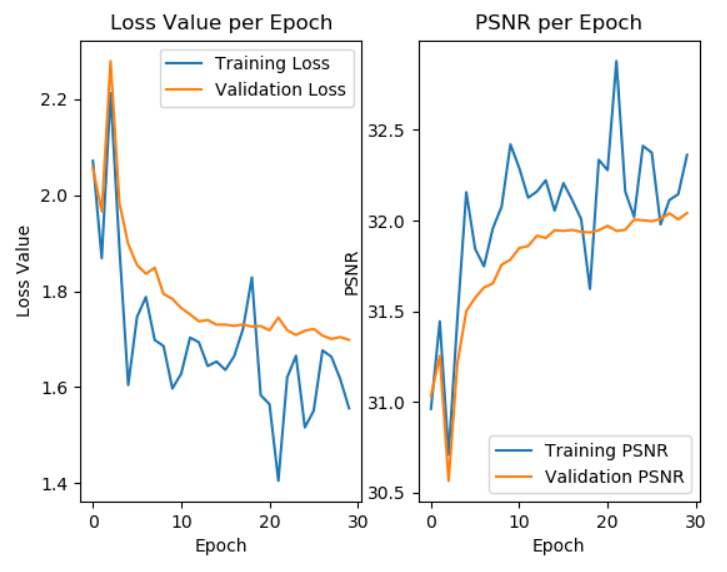 Loss Value per Epoch
Training Loss
Validation Loss
2.2
2.0
1.8
1.6
1.4
Loss Value
0
10
20
30
Epoch
PSNR per Epoch
32.5
32.0
31.5
31.0
30.5
PSNR
Training PSNR
Validation PSNR
0
10
20
30
Epoch